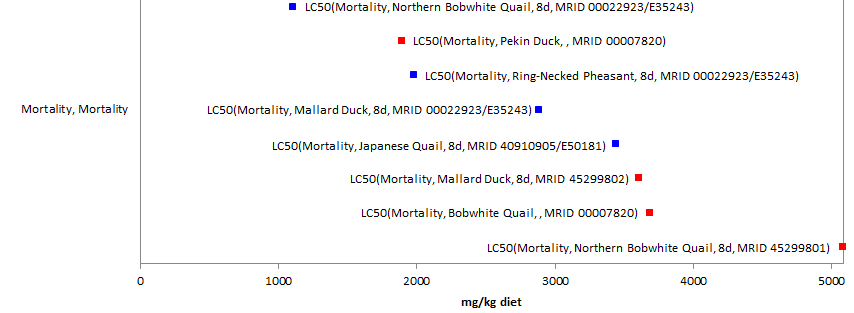 LC50(Mortality, Northern Bobwhite Quail, 8d, MRID 00022923/E35243)
LC50(Mortality, Pekin Duck, , MRID 00007820)
LC50(Mortality, Ring-Necked Pheasant, 8d, MRID 00022923/E35243)
Mortality, Mortality
LC50(Mortality, Mallard Duck, 8d, MRID 00022923/E35243)
LC50(Mortality, Japanese Quail, 8d, MRID 40910905/E50181)
LC50(Mortality, Mallard Duck, 8d, MRID 45299802)
LC50(Mortality, Bobwhite Quail, , MRID 00007820)
LC50(Mortality, Northern Bobwhite Quail, 8d, MRID 45299801)
0 1000 2000 3000 4000 5000
mg/kg diet